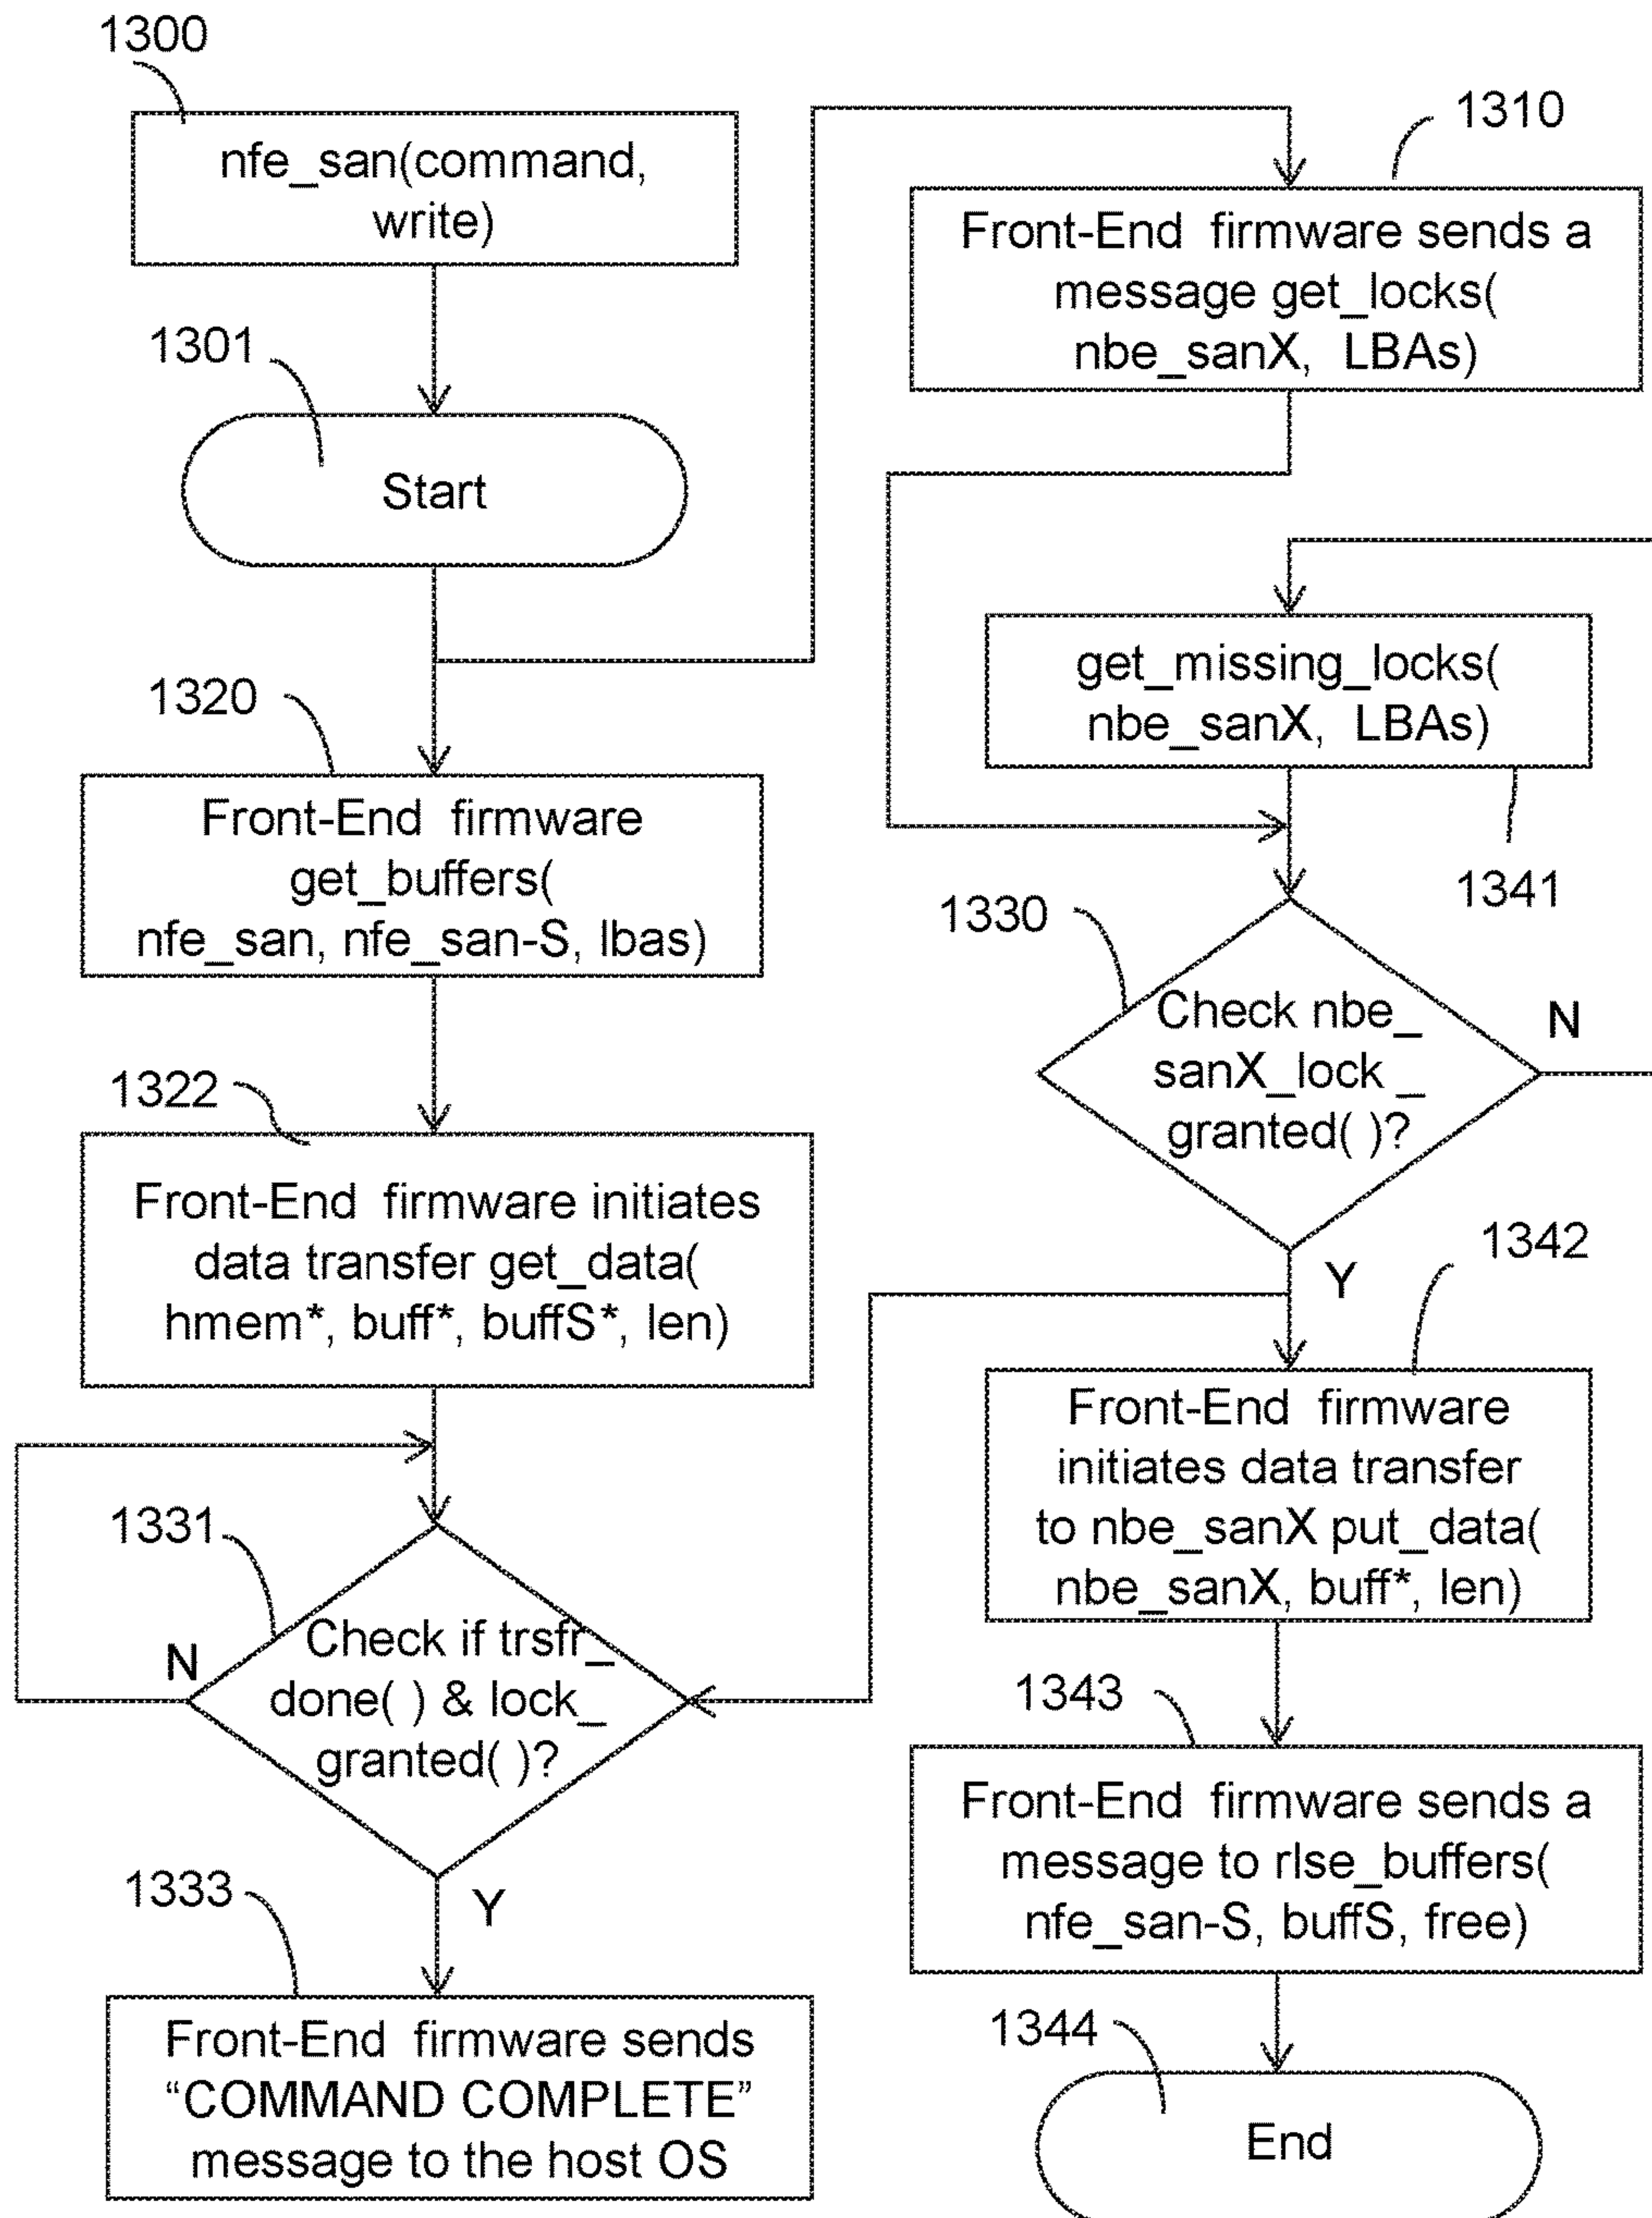 1300
nfe_san(command,
write)
1301
Start
1320
Front-End firmware
get_buffers(
nfe_san, nfe_san-S, lbas)
1322
Front-End firmware initiates
data transfer get_data(
hmem*, buff*, buffS*, len)
1331
Check if trsfr_
done( ) & lock_
granted( )?
N
Y
1333
Front-End firmware sends
“COMMAND COMPLETE”
message to the host OS
1310
Front-End firmware sends a
message get_locks(
nbe_sanX, LBAs)
get_missing_locks(
nbe_sanX, LBAs)
1341
1330
Check nbe_
sanX_lock_
granted( )?
N
Y
1342
Front-End firmware
initiates data transfer
to nbe_sanX put_data(
nbe_sanX, buff*, len)
1343
Front-End firmware sends a
message to rlse_buffers(
nfe_san-S, buffS, free)
1344
End